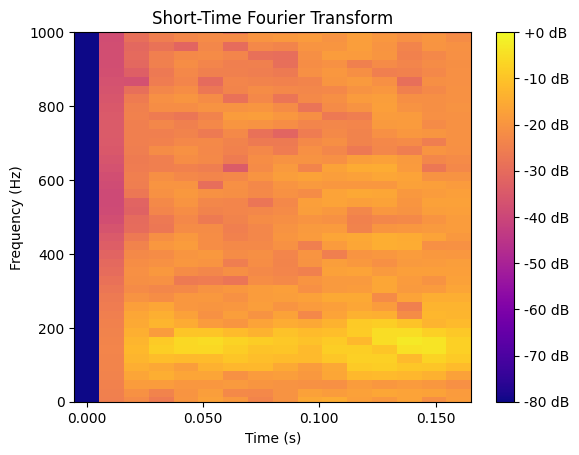 Short-Time Fourier Transform
1000
800
600
400
200
0
Frequency (Hz)
0.000
0.050
0.100
0.150
Time (s)
+0 dB
-10 dB
-20 dB
-30 dB
-40 dB
-50 dB
-60 dB
-70 dB
-80 dB